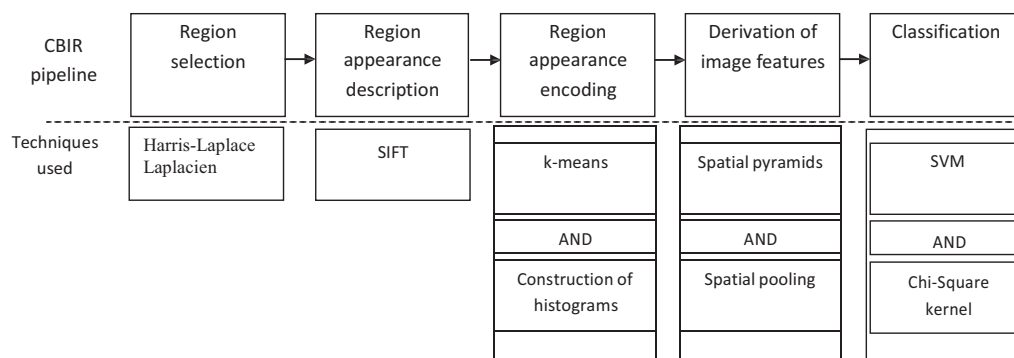 CBIR
pipeline
Region
selection
Region
appearance
description
Region
appearance
encoding
Derivation of
image features
Classification
Techniques
used
Harris-Laplace
Laplacien
SIFT
k-means
AND
Construction of
histograms
Spatial pyramids
AND
Spatial pooling
SVM
AND
Chi-Square
kernel